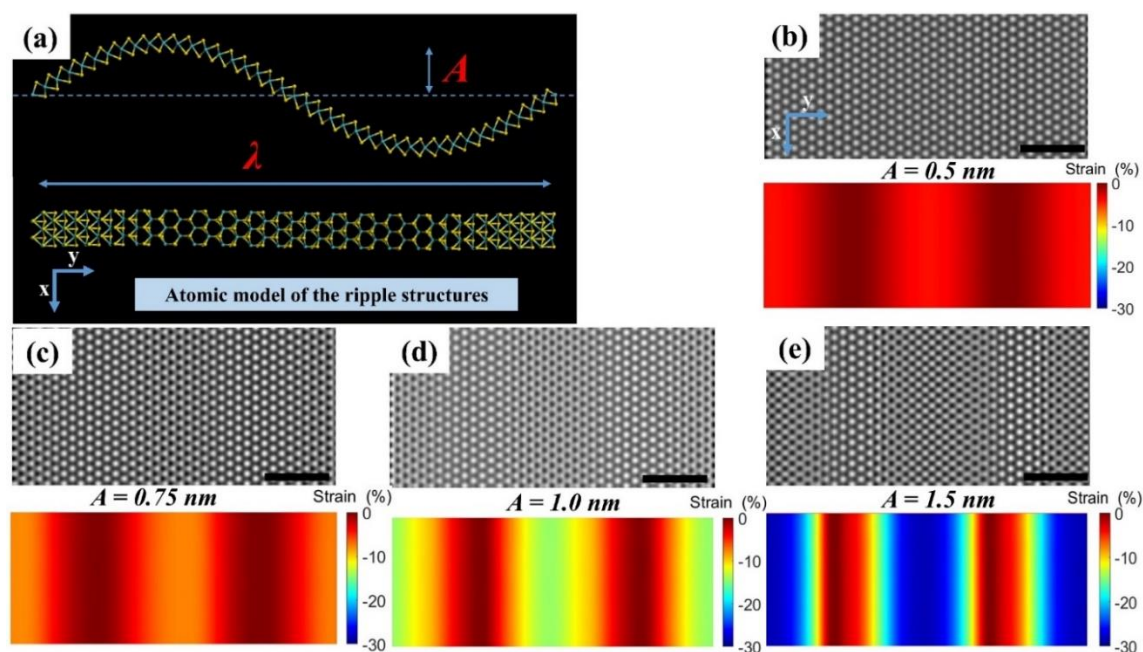 (a)
A
λ
y
x
Atomic model of the ripple structures
(b)
y
x
Strain (%)
A = 0.5 nm
0
-10
-20
-30
(c)
Strain (%)
A = 0.75 nm
0
-10
-20
-30
(d)
Strain (%)
A = 1.0 nm
0
-10
-20
-30
(e)
Strain (%)
A = 1.5 nm
0
-10
-20
-30